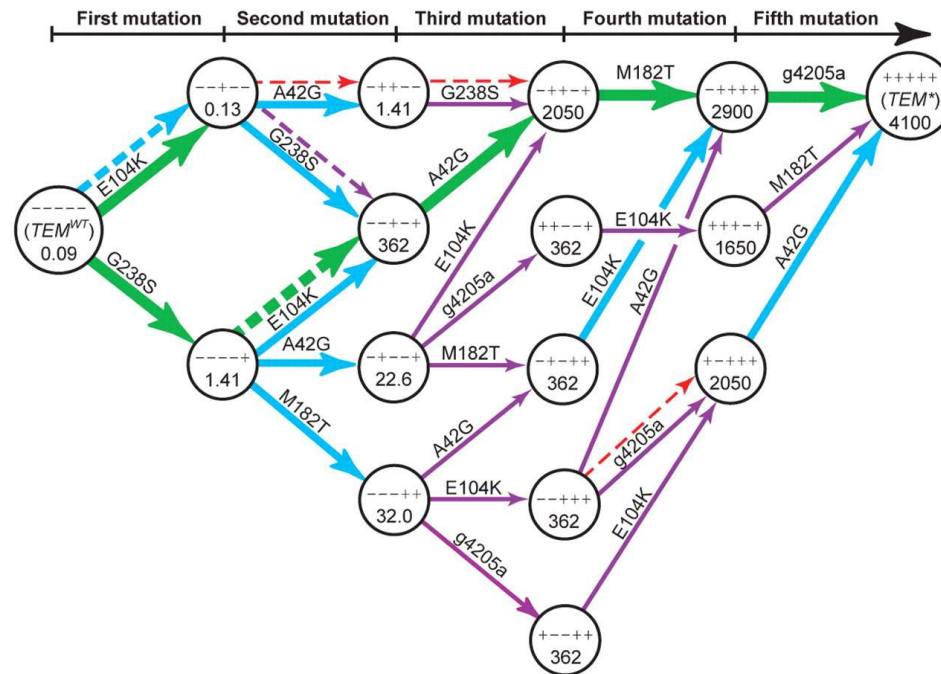 First mutation Second mutation Third mutation Fourth mutation Fifth mutation
−−−−−
(TEM^WT)
0.09
E104K
G238S
−−+−−
0.13
A42G
G238S
−−−−+
1.41
E104K
A42G
M182T
−++−−
1.41
G238S
−−+−+
362
A42G
−+−−+
22.6
E104K
g4205a
M182T
−−−++
32.0
A42G
E104K
g4205a
−++−+
2050
M182T
++−−+
362
E104K
−+−++
362
E104K
−−+++
362
A42G
g4205a
+−−++
362
E104K
−++++
2900
g4205a
+++−+
1650
M182T
+−+++
2050
A42G
+++++
(TEM*)
4100